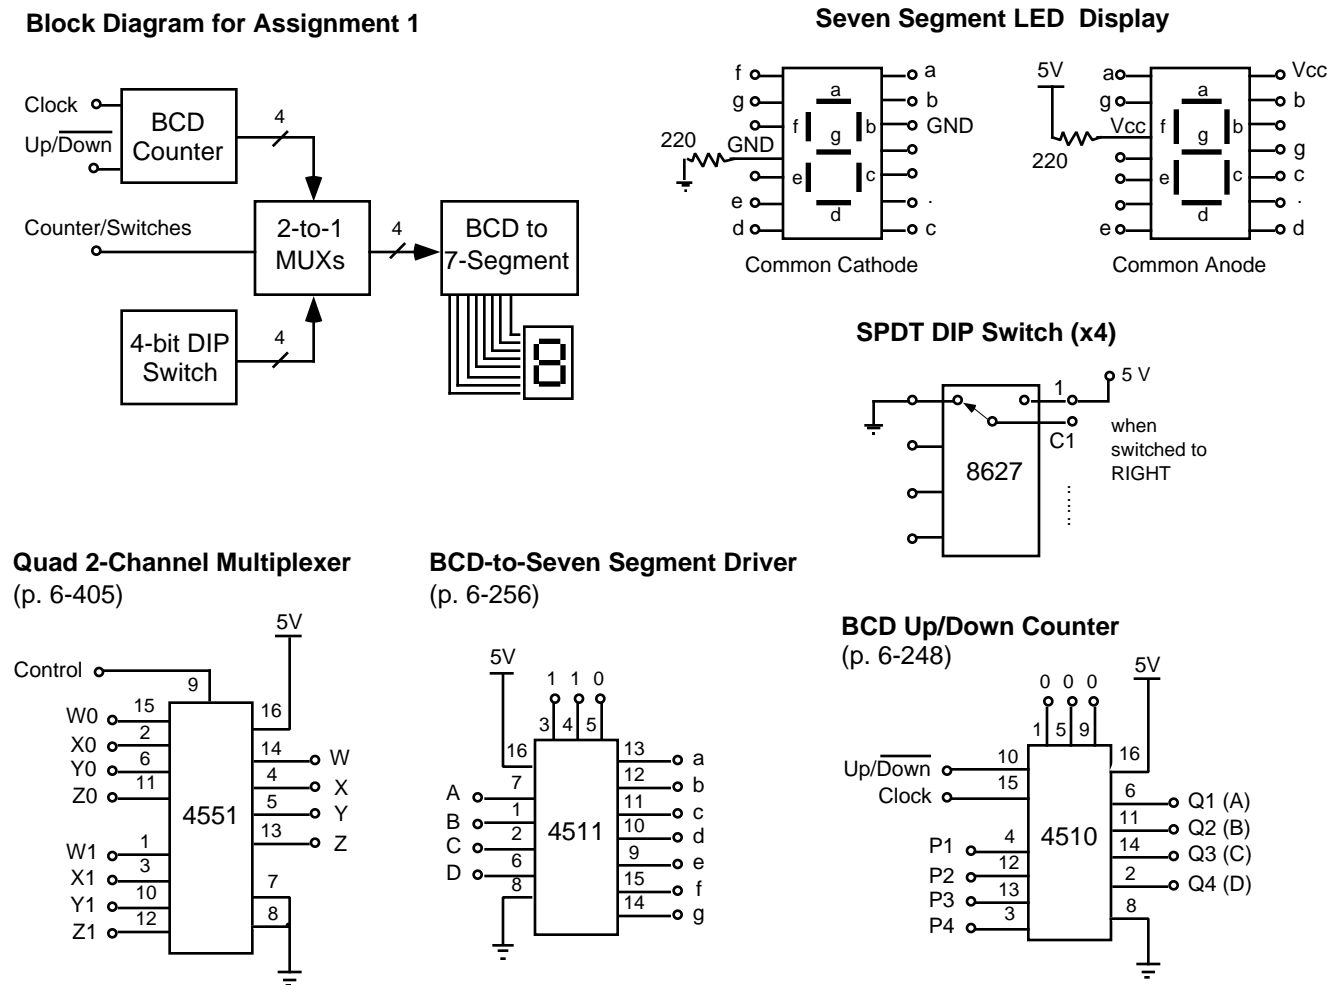 Block Diagram for Assignment 1
Clock
Up/Down
BCD
Counter
4
Counter/Switches
2-to-1
MUXs
4
BCD to
7-Segment
4-bit DIP
Switch
4
Seven Segment LED Display
f
g
220
GND
e
d
a
f
g
b
e
c
d
a
b
GND
.
c
Common Cathode
5V
220
a
g
Vcc
e
a
f
g
b
e
c
d
Vcc
b
g
c
.
d
Common Anode
SPDT DIP Switch (x4)
1
5 V
C1
8627
when
switched to
RIGHT
Quad 2-Channel Multiplexer
(p. 6-405)
5V
Control
9
W0 15
X0 2
Y0 6
Z0 11
W1 1
X1 3
Y1 10
Z1 12
4551
16
14 W
4 X
5 Y
13 Z
7
8
BCD-to-Seven Segment Driver
(p. 6-256)
5V
1 1 0
3 4 5
16
A 7
B 1
C 2
D 6
8
4511
13 a
12 b
11 c
10 d
9 e
15 f
14 g
BCD Up/Down Counter
(p. 6-248)
5V
0 0 0
1 5 9
16
Up/Down 10
Clock 15
P1 4
P2 12
P3 13
P4 3
4510
6 Q1 (A)
11 Q2 (B)
14 Q3 (C)
2 Q4 (D)
8